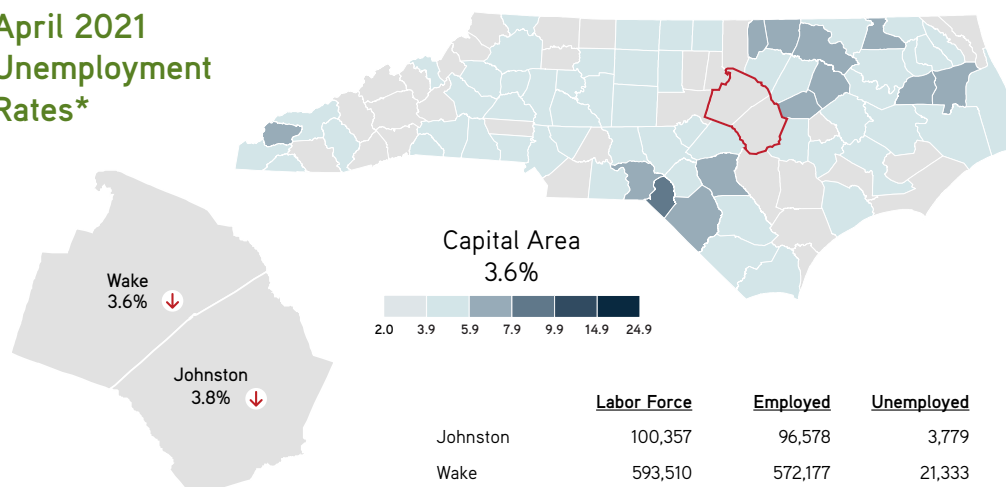 April 2021
Unemployment
Rates*
Capital Area
3.6%
2.0 3.9 5.9 7.9 9.9 14.9 24.9
Wake
3.6%
Johnston
3.8%
Labor Force Employed Unemployed
Johnston 100,357 96,578 3,779
Wake 593,510 572,177 21,333